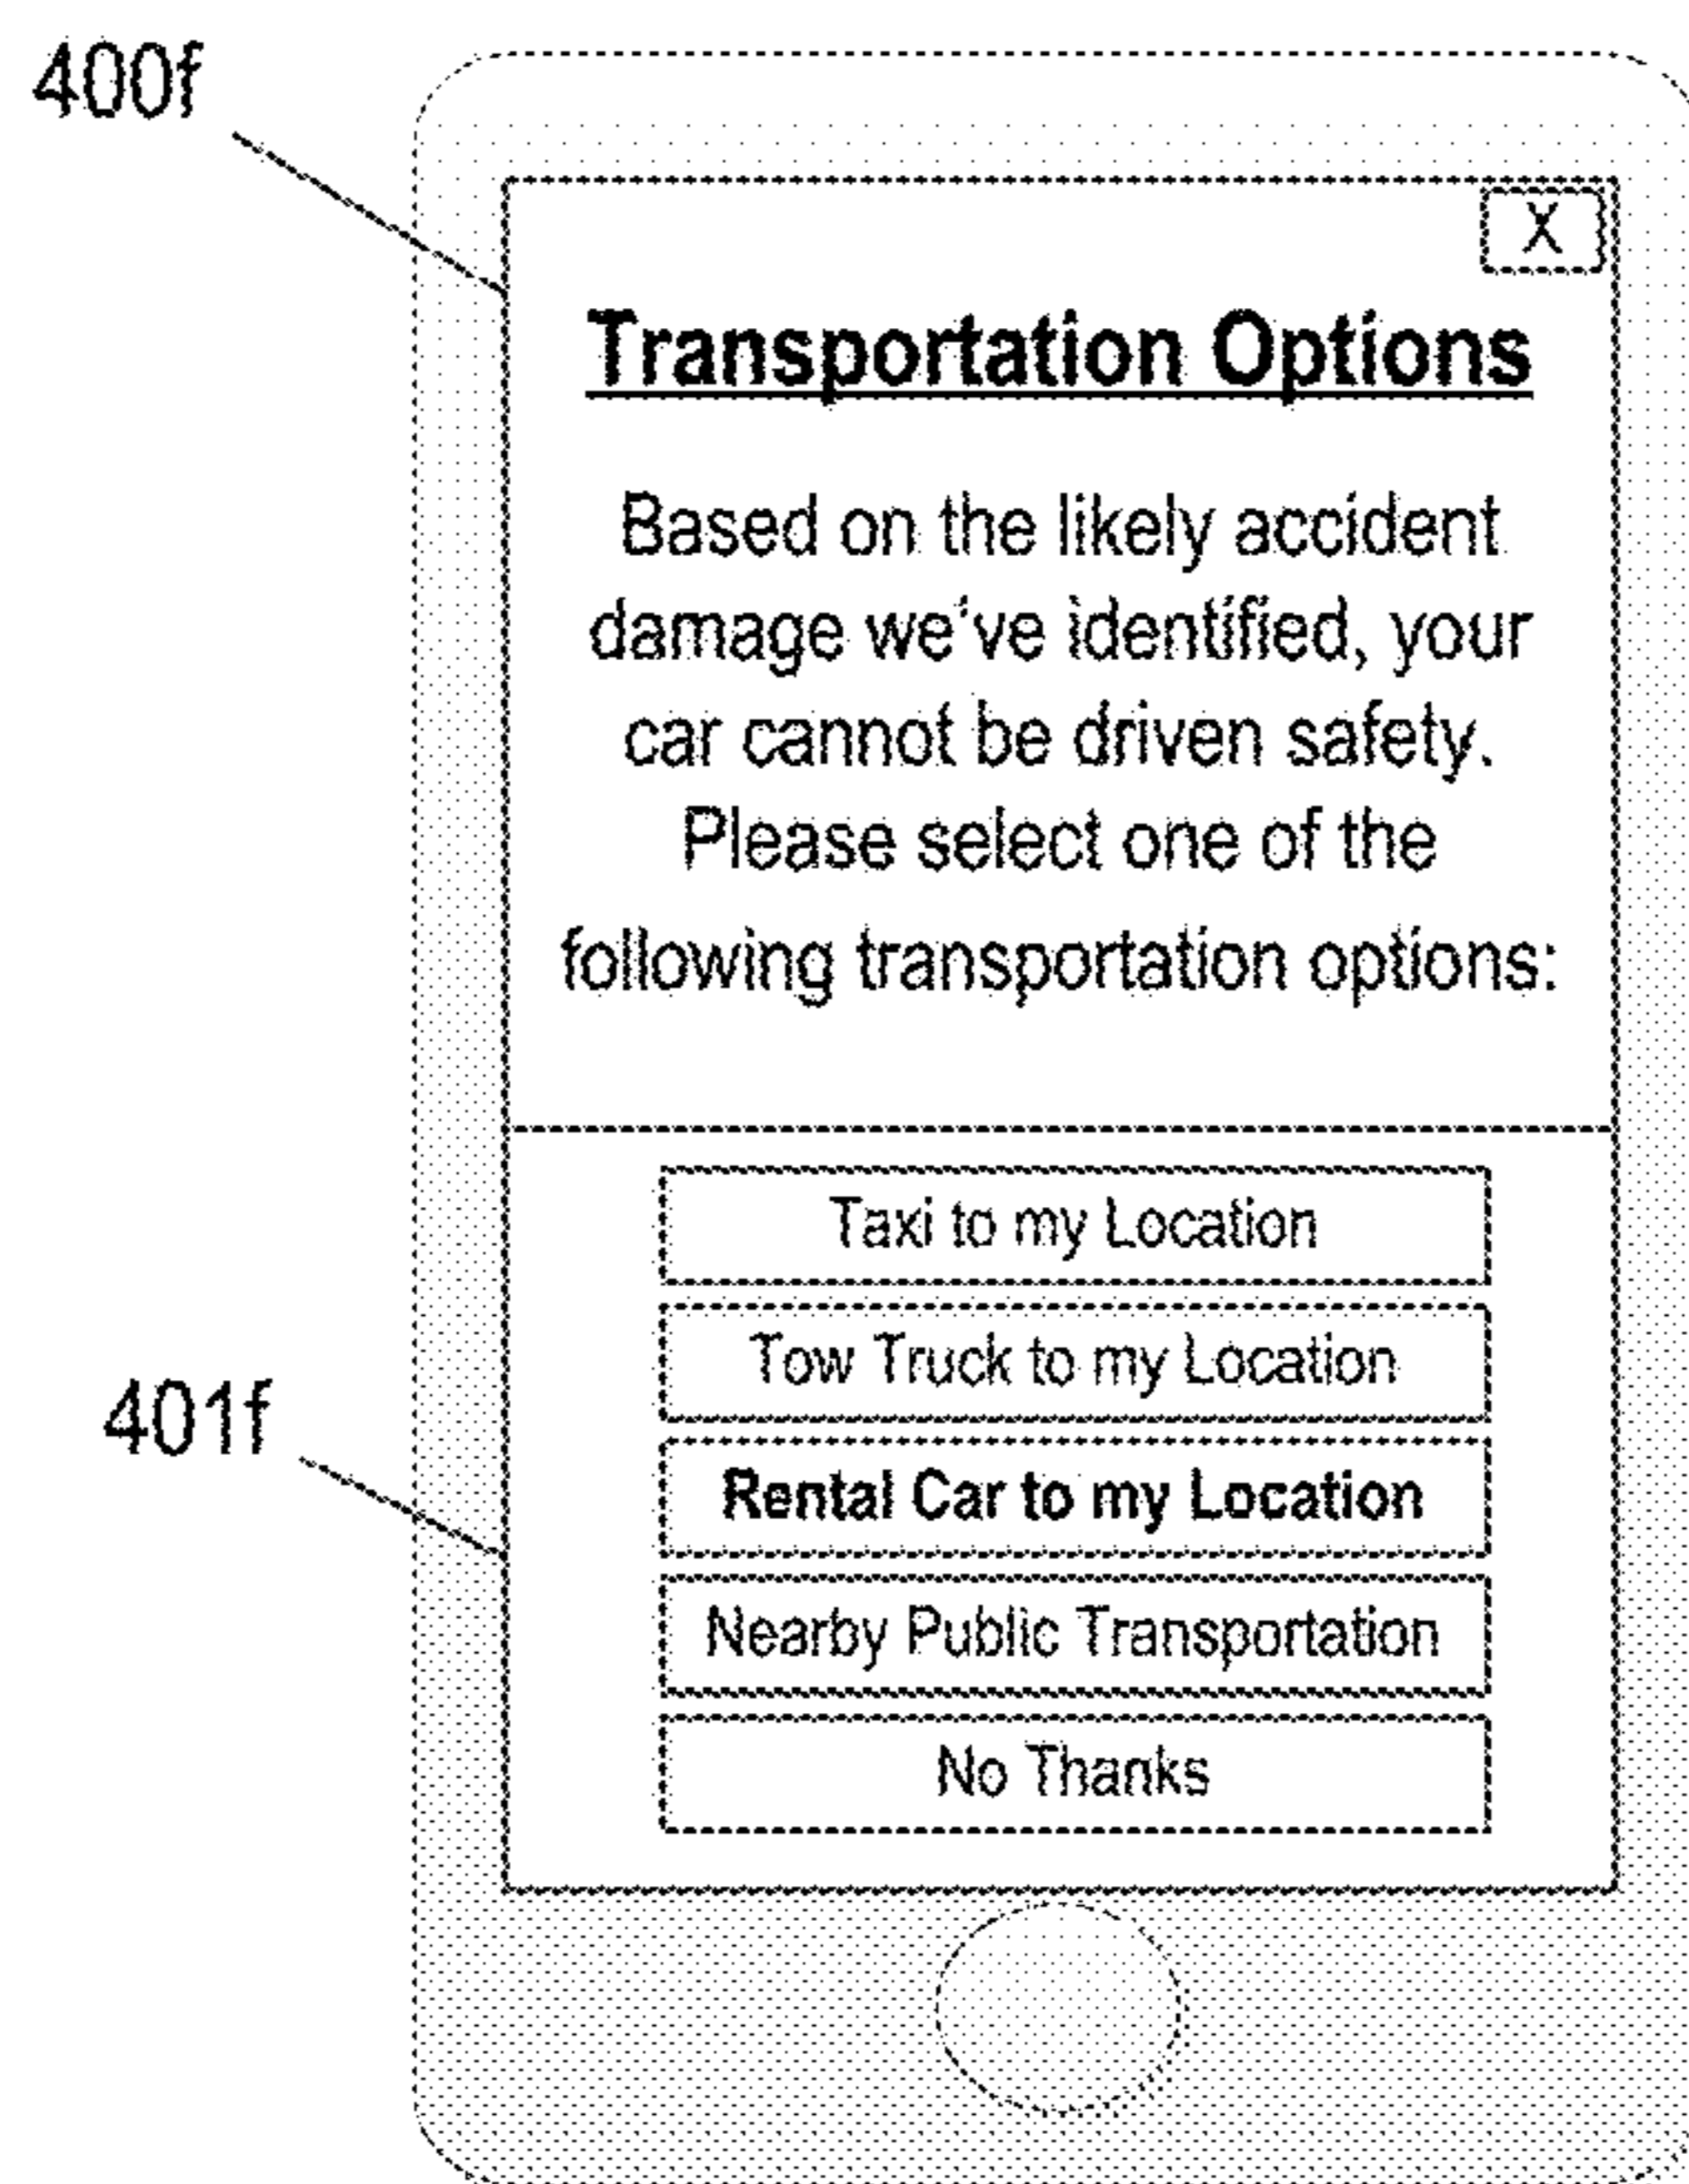 400f
X
Transportation Options
Based on the likely accident
damage we've identified, your
car cannot be driven safety.
Please select one of the
following transportation options:
Taxi to my Location
Tow Truck to my Location
401f
Rental Car to my Location
Nearby Public Transportation
No Thanks